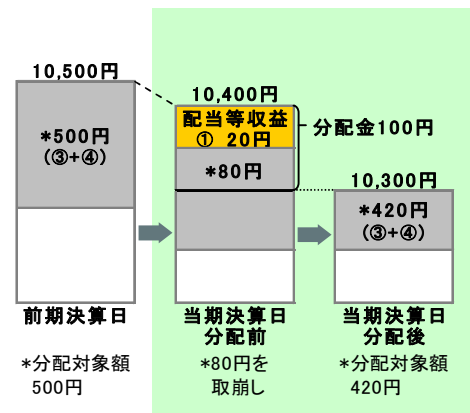 10,500円
*500円
(③+④)
前期決算日
*分配対象額
500円
10,400円
配当等収益
① 20円
*80円
分配金100円
当期決算日
分配前
*80円を
取崩し
10,300円
*420円
(③+④)
当期決算日
分配後
*分配対象額
420円